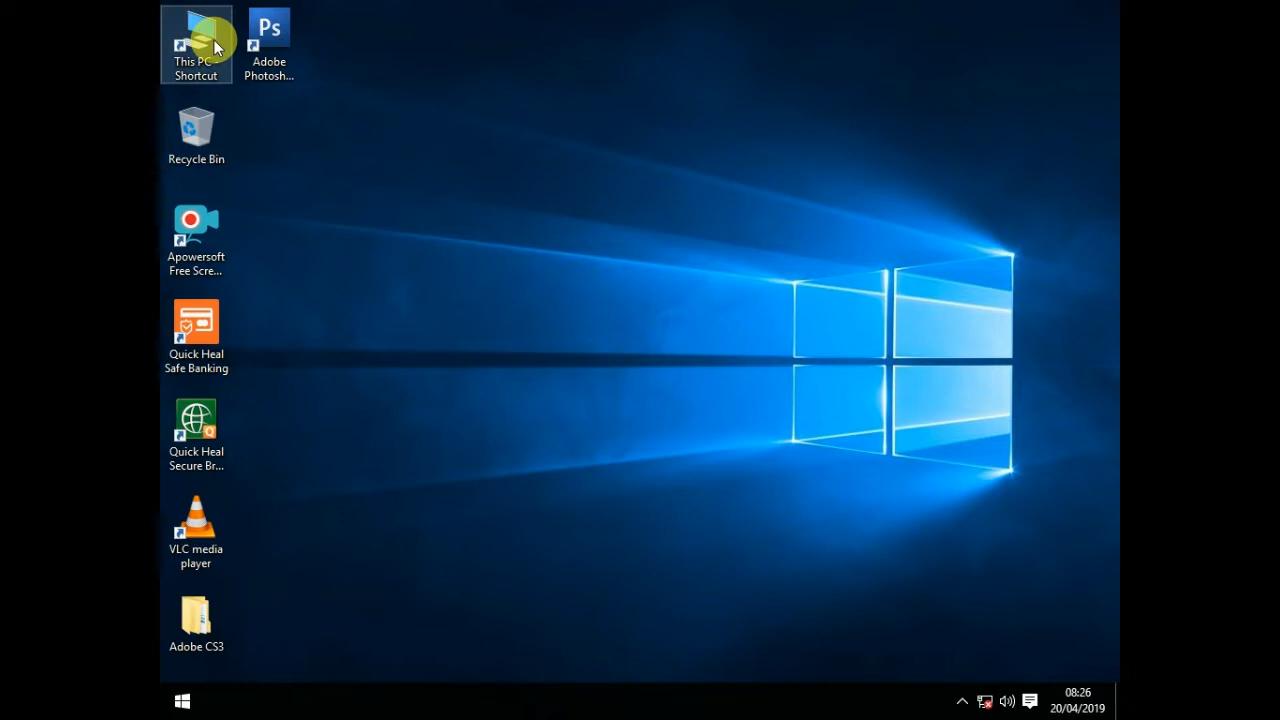 This PC -
Shortcut
Ps
Adobe
Photosh...
Recycle Bin
Apowersoft
Free Scre...
Quick Heal
Safe Banking
Quick Heal
Secure Br...
VLC media
player
Adobe CS3
08:26
20/04/2019